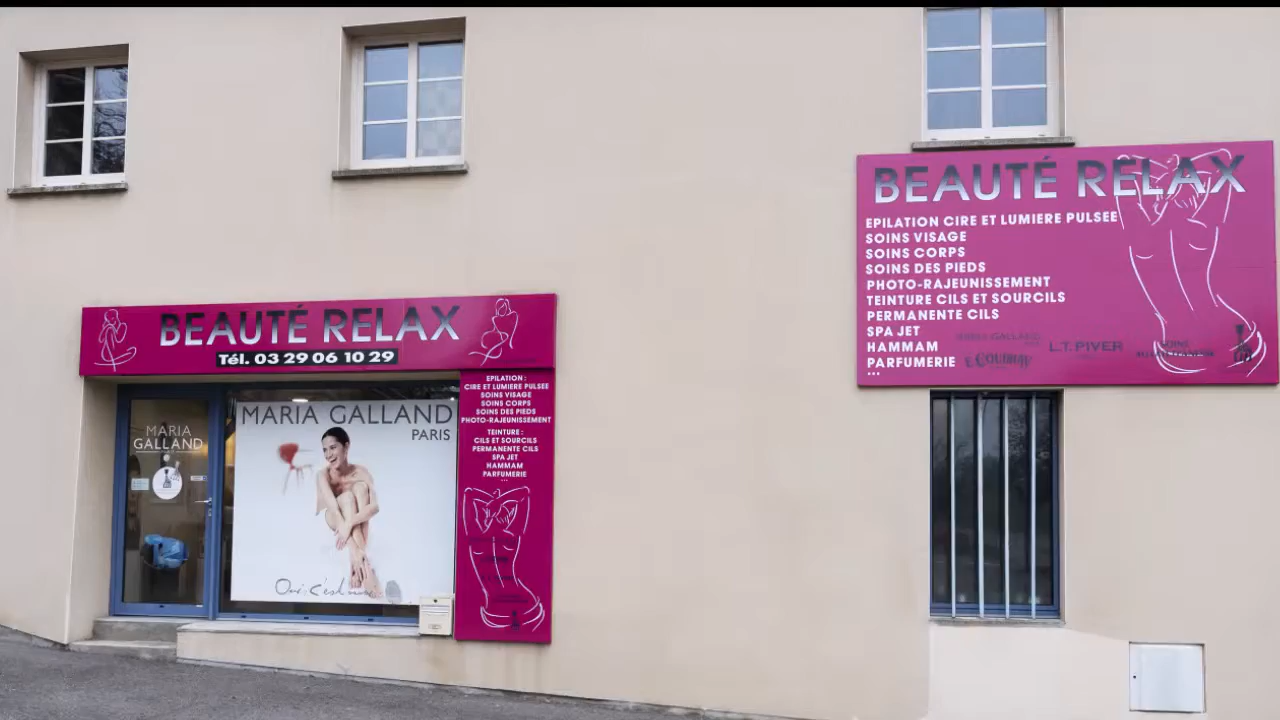 BEAUTÉ RELAX
EPILATION CIRE ET LUMIERE PULSEE
SOINS VISAGE
SOINS CORPS
SOINS DES PIEDS
PHOTO-RAJEUNISSEMENT
TEINTURE CILS ET SOURCILS
PERMANENTE CILS
SPA JET
HAMMAM
PARFUMERIE
...
MARIA GALLAND
L.T. PIVER
E. COUDRAY
BEAUTÉ RELAX
Tél. 03 29 06 10 29
EPILATION :
CIRE ET LUMIERE PULSEE
SOINS VISAGE
SOINS CORPS
SOINS DES PIEDS
PHOTO-RAJEUNISSEMENT
TEINTURE :
CILS ET SOURCILS
PERMANENTE CILS
SPA JET
HAMMAM
PARFUMERIE
...
MARIA GALLAND
PARIS
MARIA
GALLAND